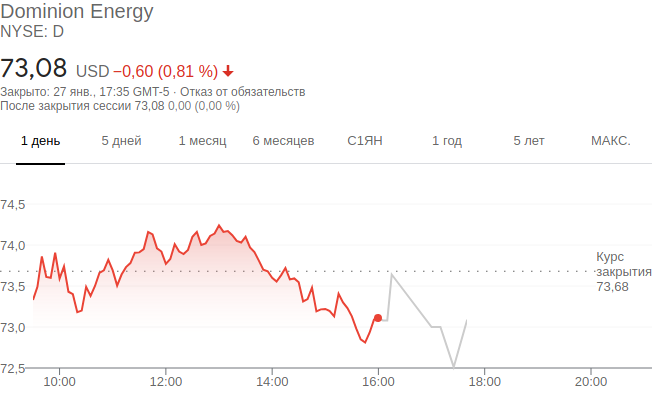 Dominion Energy
NYSE: D
73,08 USD −0,60 (0,81 %)
Закрыто: 27 янв., 17:35 GMT-5 · Отказ от обязательств
После закрытия сессии 73,08 0,00 (0,00 %)
1 день 5 дней 1 месяц 6 месяцев С1ЯН 1 год 5 лет МАКС.
74,5
74,0
Курс
закрытия
73,68
73,5
73,0
72,5
10:00 12:00 14:00 16:00 18:00 20:00